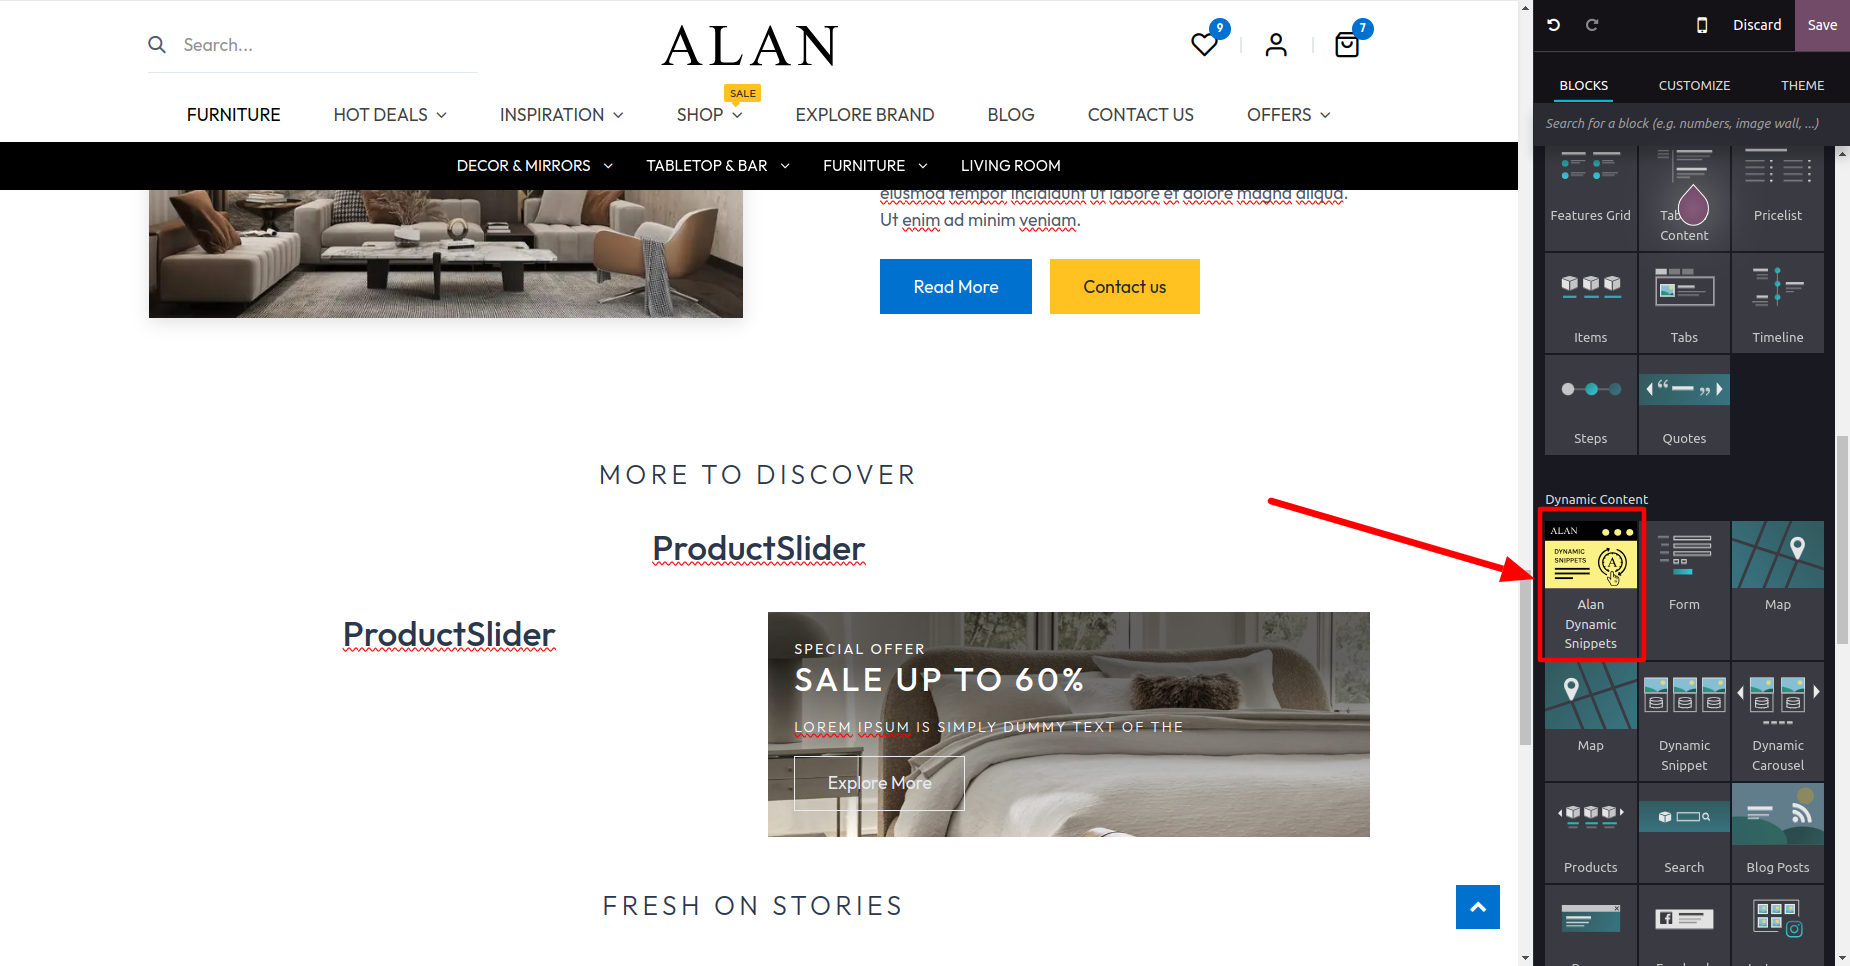 Search...
ALAN
9
7
Discard
Save
FURNITURE
HOT DEALS
INSPIRATION
SHOP
SALE
EXPLORE BRAND
BLOG
CONTACT US
OFFERS
DECOR & MIRRORS
TABLETOP & BAR
FURNITURE
LIVING ROOM
eiusmod tempor incididunt ut labore et dolore magna aliqua.
Ut enim ad minim veniam.
Read More
Contact us
MORE TO DISCOVER
ProductSlider
ProductSlider
SPECIAL OFFER
SALE UP TO 60%
LOREM IPSUM IS SIMPLY DUMMY TEXT OF THE
Explore More
FRESH ON STORIES
BLOCKS
CUSTOMIZE
THEME
Search for a block (e.g. numbers, image wall, ...)
Features Grid
Content
Pricelist
Items
Tabs
Timeline
Steps
Quotes
Dynamic Content
ALAN
DYNAMIC
SNIPPETS
A
Alan
Dynamic
Snippets
Form
Map
Map
Dynamic
Snippet
Dynamic
Carousel
Products
Search
Blog Posts